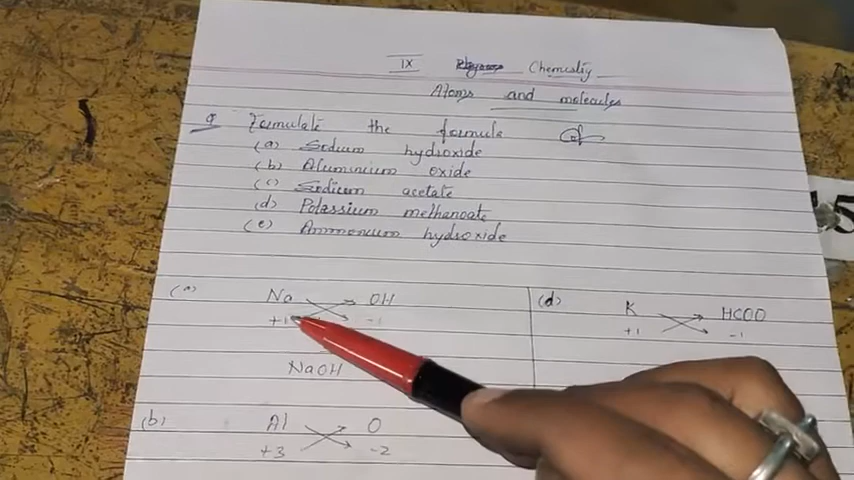 IX Chemistry
Atoms and molecules
Q Formulate the formula of
(a) Sodium hydroxide
(b) Aluminium oxide
(c) Sodium acetate
(d) Potassium methanoate
(e) Ammonium hydroxide
(a) Na OH
+1 -1
NaOH
(b) Al O
+3 -2
(d) K HCOO
+1 -1
5